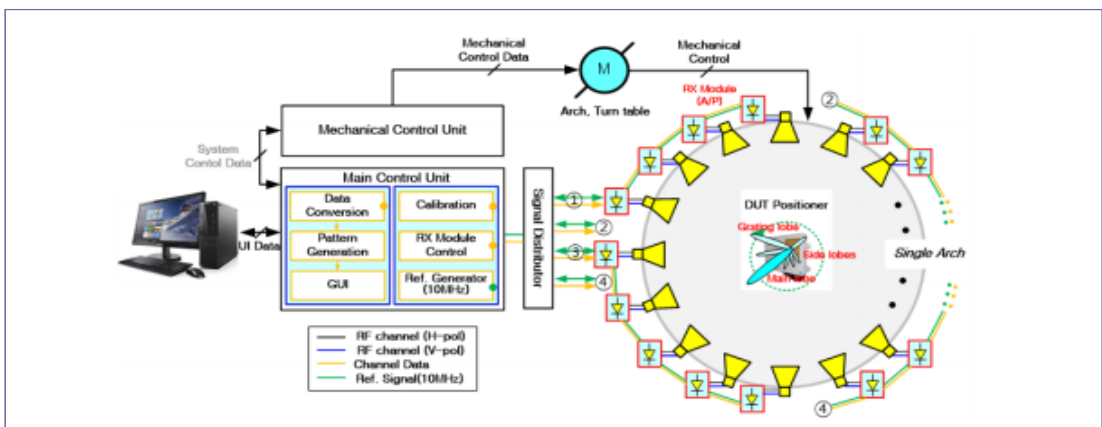 Mechanical
Control Data
M
Mechanical
Control
Arch, Turn table
RX Module
(A/P)
②
Mechanical Control Unit
System
Contol Data
Main Control Unit
Data
Conversion
Calibration
Pattern
Generation
RX Module
Control
GUI
Ref. Generator
(10MHz)
UI Data
Signal Distributor
①
②
③
④
DUT Positioner
Grating lobe
Side lobes
Main lobe
Single Arch
RF channel (H-pol)
RF channel (V-pol)
Channel Data
Ref. Signal(10MHz)
④